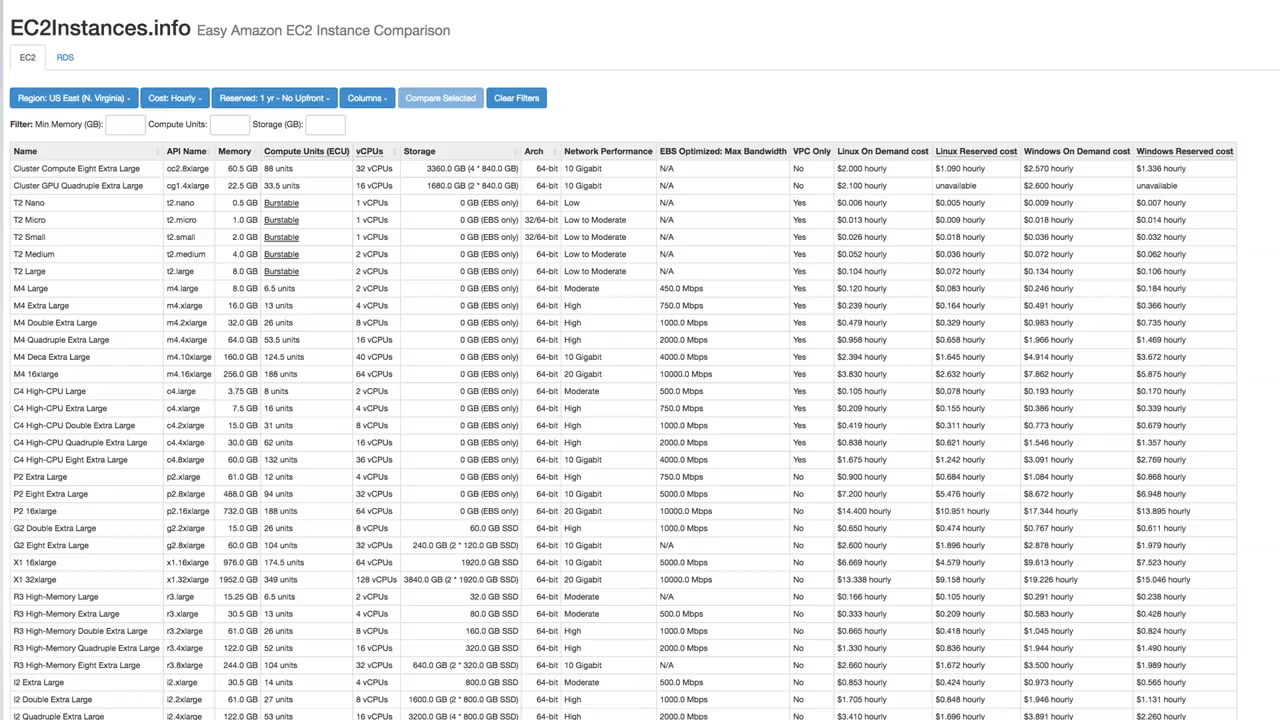 EC2Instances.info Easy Amazon EC2 Instance Comparison
EC2 RDS
Region: US East (N. Virginia) Cost: Hourly Reserved: 1 yr - No Upfront Columns Compare Selected Clear Filters
Filter: Min Memory (GB): Compute Units: Storage (GB):
Name API Name Memory Compute Units (ECU) vCPUs Storage Arch Network Performance EBS Optimized: Max Bandwidth VPC Only Linux On Demand cost Linux Reserved cost Windows On Demand cost Windows Reserved cost
Cluster Compute Eight Extra Large cc2.8xlarge 60.5 GB 88 units 32 vCPUs 3360.0 GB (4 * 840.0 GB) 64-bit 10 Gigabit N/A No $2.000 hourly $1.090 hourly $2.570 hourly $1.336 hourly
Cluster GPU Quadruple Extra Large cg1.4xlarge 22.5 GB 33.5 units 16 vCPUs 1680.0 GB (2 * 840.0 GB) 64-bit 10 Gigabit N/A No $2.100 hourly unavailable $2.600 hourly unavailable
T2 Nano t2.nano 0.5 GB Burstable 1 vCPUs 0 GB (EBS only) 64-bit Low N/A Yes $0.006 hourly $0.005 hourly $0.009 hourly $0.007 hourly
T2 Micro t2.micro 1.0 GB Burstable 1 vCPUs 0 GB (EBS only) 32/64-bit Low to Moderate N/A Yes $0.013 hourly $0.009 hourly $0.018 hourly $0.014 hourly
T2 Small t2.small 2.0 GB Burstable 1 vCPUs 0 GB (EBS only) 32/64-bit Low to Moderate N/A Yes $0.026 hourly $0.018 hourly $0.036 hourly $0.032 hourly
T2 Medium t2.medium 4.0 GB Burstable 2 vCPUs 0 GB (EBS only) 64-bit Low to Moderate N/A Yes $0.052 hourly $0.036 hourly $0.072 hourly $0.062 hourly
T2 Large t2.large 8.0 GB Burstable 2 vCPUs 0 GB (EBS only) 64-bit Low to Moderate N/A Yes $0.104 hourly $0.072 hourly $0.134 hourly $0.106 hourly
M4 Large m4.large 8.0 GB 6.5 units 2 vCPUs 0 GB (EBS only) 64-bit Moderate 450.0 Mbps Yes $0.120 hourly $0.083 hourly $0.246 hourly $0.184 hourly
M4 Extra Large m4.xlarge 16.0 GB 13 units 4 vCPUs 0 GB (EBS only) 64-bit High 750.0 Mbps Yes $0.239 hourly $0.164 hourly $0.491 hourly $0.366 hourly
M4 Double Extra Large m4.2xlarge 32.0 GB 26 units 8 vCPUs 0 GB (EBS only) 64-bit High 1000.0 Mbps Yes $0.479 hourly $0.329 hourly $0.983 hourly $0.735 hourly
M4 Quadruple Extra Large m4.4xlarge 64.0 GB 53.5 units 16 vCPUs 0 GB (EBS only) 64-bit High 2000.0 Mbps Yes $0.958 hourly $0.658 hourly $1.966 hourly $1.469 hourly
M4 Deca Extra Large m4.10xlarge 160.0 GB 124.5 units 40 vCPUs 0 GB (EBS only) 64-bit 10 Gigabit 4000.0 Mbps Yes $2.394 hourly $1.645 hourly $4.914 hourly $3.672 hourly
M4 16xlarge m4.16xlarge 256.0 GB 188 units 64 vCPUs 0 GB (EBS only) 64-bit 20 Gigabit 10000.0 Mbps Yes $3.830 hourly $2.632 hourly $7.862 hourly $5.875 hourly
C4 High-CPU Large c4.large 3.75 GB 8 units 2 vCPUs 0 GB (EBS only) 64-bit Moderate 500.0 Mbps Yes $0.105 hourly $0.078 hourly $0.193 hourly $0.170 hourly
C4 High-CPU Extra Large c4.xlarge 7.5 GB 16 units 4 vCPUs 0 GB (EBS only) 64-bit High 750.0 Mbps Yes $0.209 hourly $0.155 hourly $0.386 hourly $0.339 hourly
C4 High-CPU Double Extra Large c4.2xlarge 15.0 GB 31 units 8 vCPUs 0 GB (EBS only) 64-bit High 1000.0 Mbps Yes $0.419 hourly $0.311 hourly $0.773 hourly $0.679 hourly
C4 High-CPU Quadruple Extra Large c4.4xlarge 30.0 GB 62 units 16 vCPUs 0 GB (EBS only) 64-bit High 2000.0 Mbps Yes $0.838 hourly $0.621 hourly $1.546 hourly $1.357 hourly
C4 High-CPU Eight Extra Large c4.8xlarge 60.0 GB 132 units 36 vCPUs 0 GB (EBS only) 64-bit 10 Gigabit 4000.0 Mbps Yes $1.675 hourly $1.242 hourly $3.091 hourly $2.769 hourly
P2 Extra Large p2.xlarge 61.0 GB 12 units 4 vCPUs 0 GB (EBS only) 64-bit High 750.0 Mbps No $0.900 hourly $0.684 hourly $1.084 hourly $0.868 hourly
P2 Eight Extra Large p2.8xlarge 488.0 GB 94 units 32 vCPUs 0 GB (EBS only) 64-bit 10 Gigabit 5000.0 Mbps No $7.200 hourly $5.476 hourly $8.672 hourly $6.948 hourly
P2 16xlarge p2.16xlarge 732.0 GB 188 units 64 vCPUs 0 GB (EBS only) 64-bit 20 Gigabit 10000.0 Mbps No $14.400 hourly $10.951 hourly $17.344 hourly $13.895 hourly
G2 Double Extra Large g2.2xlarge 15.0 GB 26 units 8 vCPUs 60.0 GB SSD 64-bit High 1000.0 Mbps No $0.650 hourly $0.474 hourly $0.767 hourly $0.611 hourly
G2 Eight Extra Large g2.8xlarge 60.0 GB 104 units 32 vCPUs 240.0 GB (2 * 120.0 GB SSD) 64-bit 10 Gigabit N/A No $2.600 hourly $1.896 hourly $2.878 hourly $1.979 hourly
X1 16xlarge x1.16xlarge 976.0 GB 174.5 units 64 vCPUs 1920.0 GB SSD 64-bit 10 Gigabit 5000.0 Mbps No $6.669 hourly $4.579 hourly $9.613 hourly $7.523 hourly
X1 32xlarge x1.32xlarge 1952.0 GB 349 units 128 vCPUs 3840.0 GB (2 * 1920.0 GB SSD) 64-bit 20 Gigabit 10000.0 Mbps No $13.338 hourly $9.158 hourly $19.226 hourly $15.046 hourly
R3 High-Memory Large r3.large 15.25 GB 6.5 units 2 vCPUs 32.0 GB SSD 64-bit Moderate N/A No $0.166 hourly $0.105 hourly $0.291 hourly $0.238 hourly
R3 High-Memory Extra Large r3.xlarge 30.5 GB 13 units 4 vCPUs 80.0 GB SSD 64-bit Moderate 500.0 Mbps No $0.333 hourly $0.209 hourly $0.583 hourly $0.428 hourly
R3 High-Memory Double Extra Large r3.2xlarge 61.0 GB 26 units 8 vCPUs 160.0 GB SSD 64-bit High 1000.0 Mbps No $0.665 hourly $0.418 hourly $1.045 hourly $0.824 hourly
R3 High-Memory Quadruple Extra Large r3.4xlarge 122.0 GB 52 units 16 vCPUs 320.0 GB SSD 64-bit High 2000.0 Mbps No $1.330 hourly $0.836 hourly $1.944 hourly $1.490 hourly
R3 High-Memory Eight Extra Large r3.8xlarge 244.0 GB 104 units 32 vCPUs 640.0 GB (2 * 320.0 GB SSD) 64-bit 10 Gigabit N/A No $2.660 hourly $1.672 hourly $3.500 hourly $1.989 hourly
I2 Extra Large i2.xlarge 30.5 GB 14 units 4 vCPUs 800.0 GB SSD 64-bit Moderate 500.0 Mbps No $0.853 hourly $0.424 hourly $0.973 hourly $0.565 hourly
I2 Double Extra Large i2.2xlarge 61.0 GB 27 units 8 vCPUs 1600.0 GB (2 * 800.0 GB SSD) 64-bit High 1000.0 Mbps No $1.705 hourly $0.848 hourly $1.946 hourly $1.131 hourly
I2 Quadruple Extra Large i2.4xlarge 122.0 GB 53 units 16 vCPUs 3200.0 GB (4 * 800.0 GB SSD) 64-bit High 2000.0 Mbps No $3.410 hourly $1.696 hourly $3.891 hourly $2.260 hourly